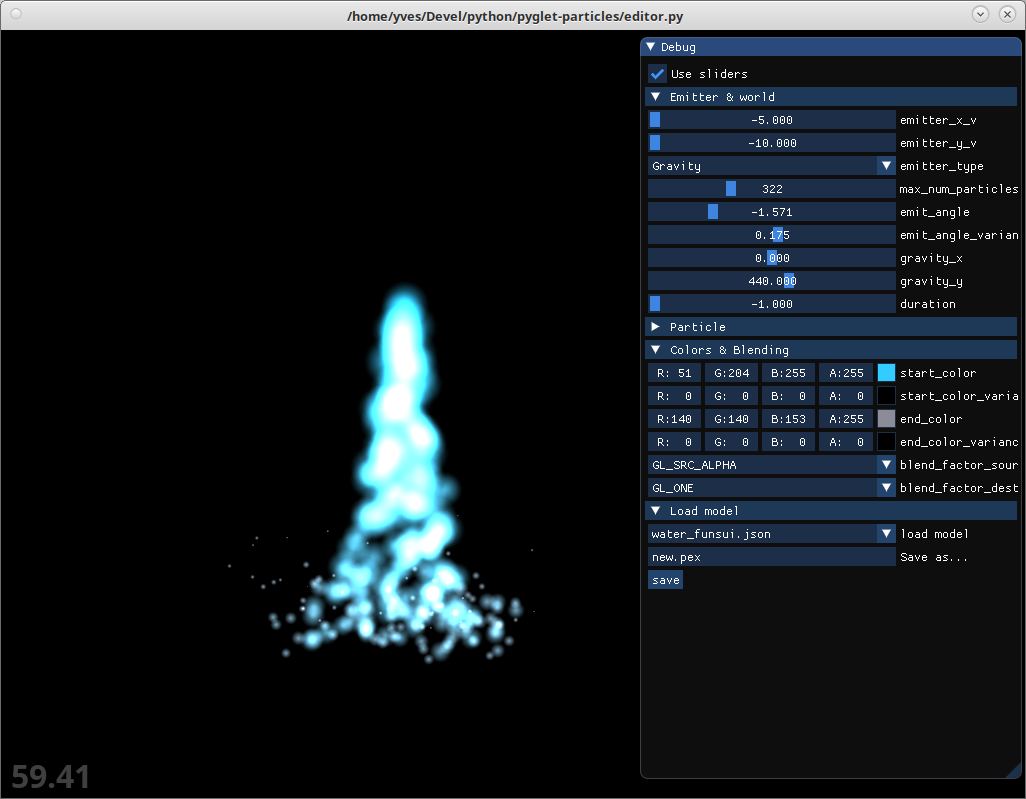 /home/yves/Devel/python/pyglet-particles/editor.py
Debug
Use sliders
Emitter & world
-5.000 emitter_x_v
-10.000 emitter_y_v
Gravity emitter_type
322 max_num_particles
-1.571 emit_angle
0.175 emit_angle_varian
0.000 gravity_x
440.000 gravity_y
-1.000 duration
Particle
Colors & Blending
R: 51 G:204 B:255 A:255 start_color
R: 0 G: 0 B: 0 A: 0 start_color_varia
R:140 G:140 B:153 A:255 end_color
R: 0 G: 0 B: 0 A: 0 end_color_varianc
GL_SRC_ALPHA blend_factor_sour
GL_ONE blend_factor_dest
Load model
water_funsui.json load model
new.pex Save as...
save
59.41